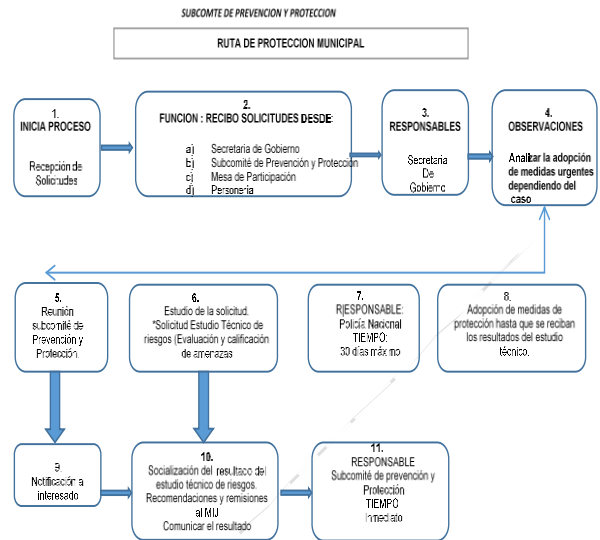 SUBCOMTE DE PREVENCION Y PROTECCION
RUTA DE PROTECCION MUNICIPAL
1.
INICIA PROCESO
Recepción de
Solicitudes
2.
FUNCION : RECIBO SOLICITUDES DESDE:
a) Secretaria de Gobierno
b) Subcomité de Prevención y Protección
c) Mesa de Participación
d) Personería
3.
RESPONSABLES
Secretaria
De
Gobierno
4.
OBSERVACIONES
Analizar la adopción
de medidas urgentes
dependiendo del
caso
5.
Reunión
subcomité de
Prevención y
Protección.
6.
Estudio de la solicitud.
*Solicitud Estudio Técnico de
riesgos (Evaluación y calificación
de amenazas
7.
RESPONSABLE:
Policía Nacional
TIEMPO:
30 días máximo
8.
Adopción de medidas de
protección hasta que se reciban
los resultados del estudio
técnico.
9
Notificación a
interesado
10.
Socialización del resultado del
estudio técnico de riesgos.
Recomendaciones y remisiones
al MIJ
Comunicar el resultado
11.
RESPONSABLE
Subcomité de prevención y
Protección
TIEMPO
Inmediato